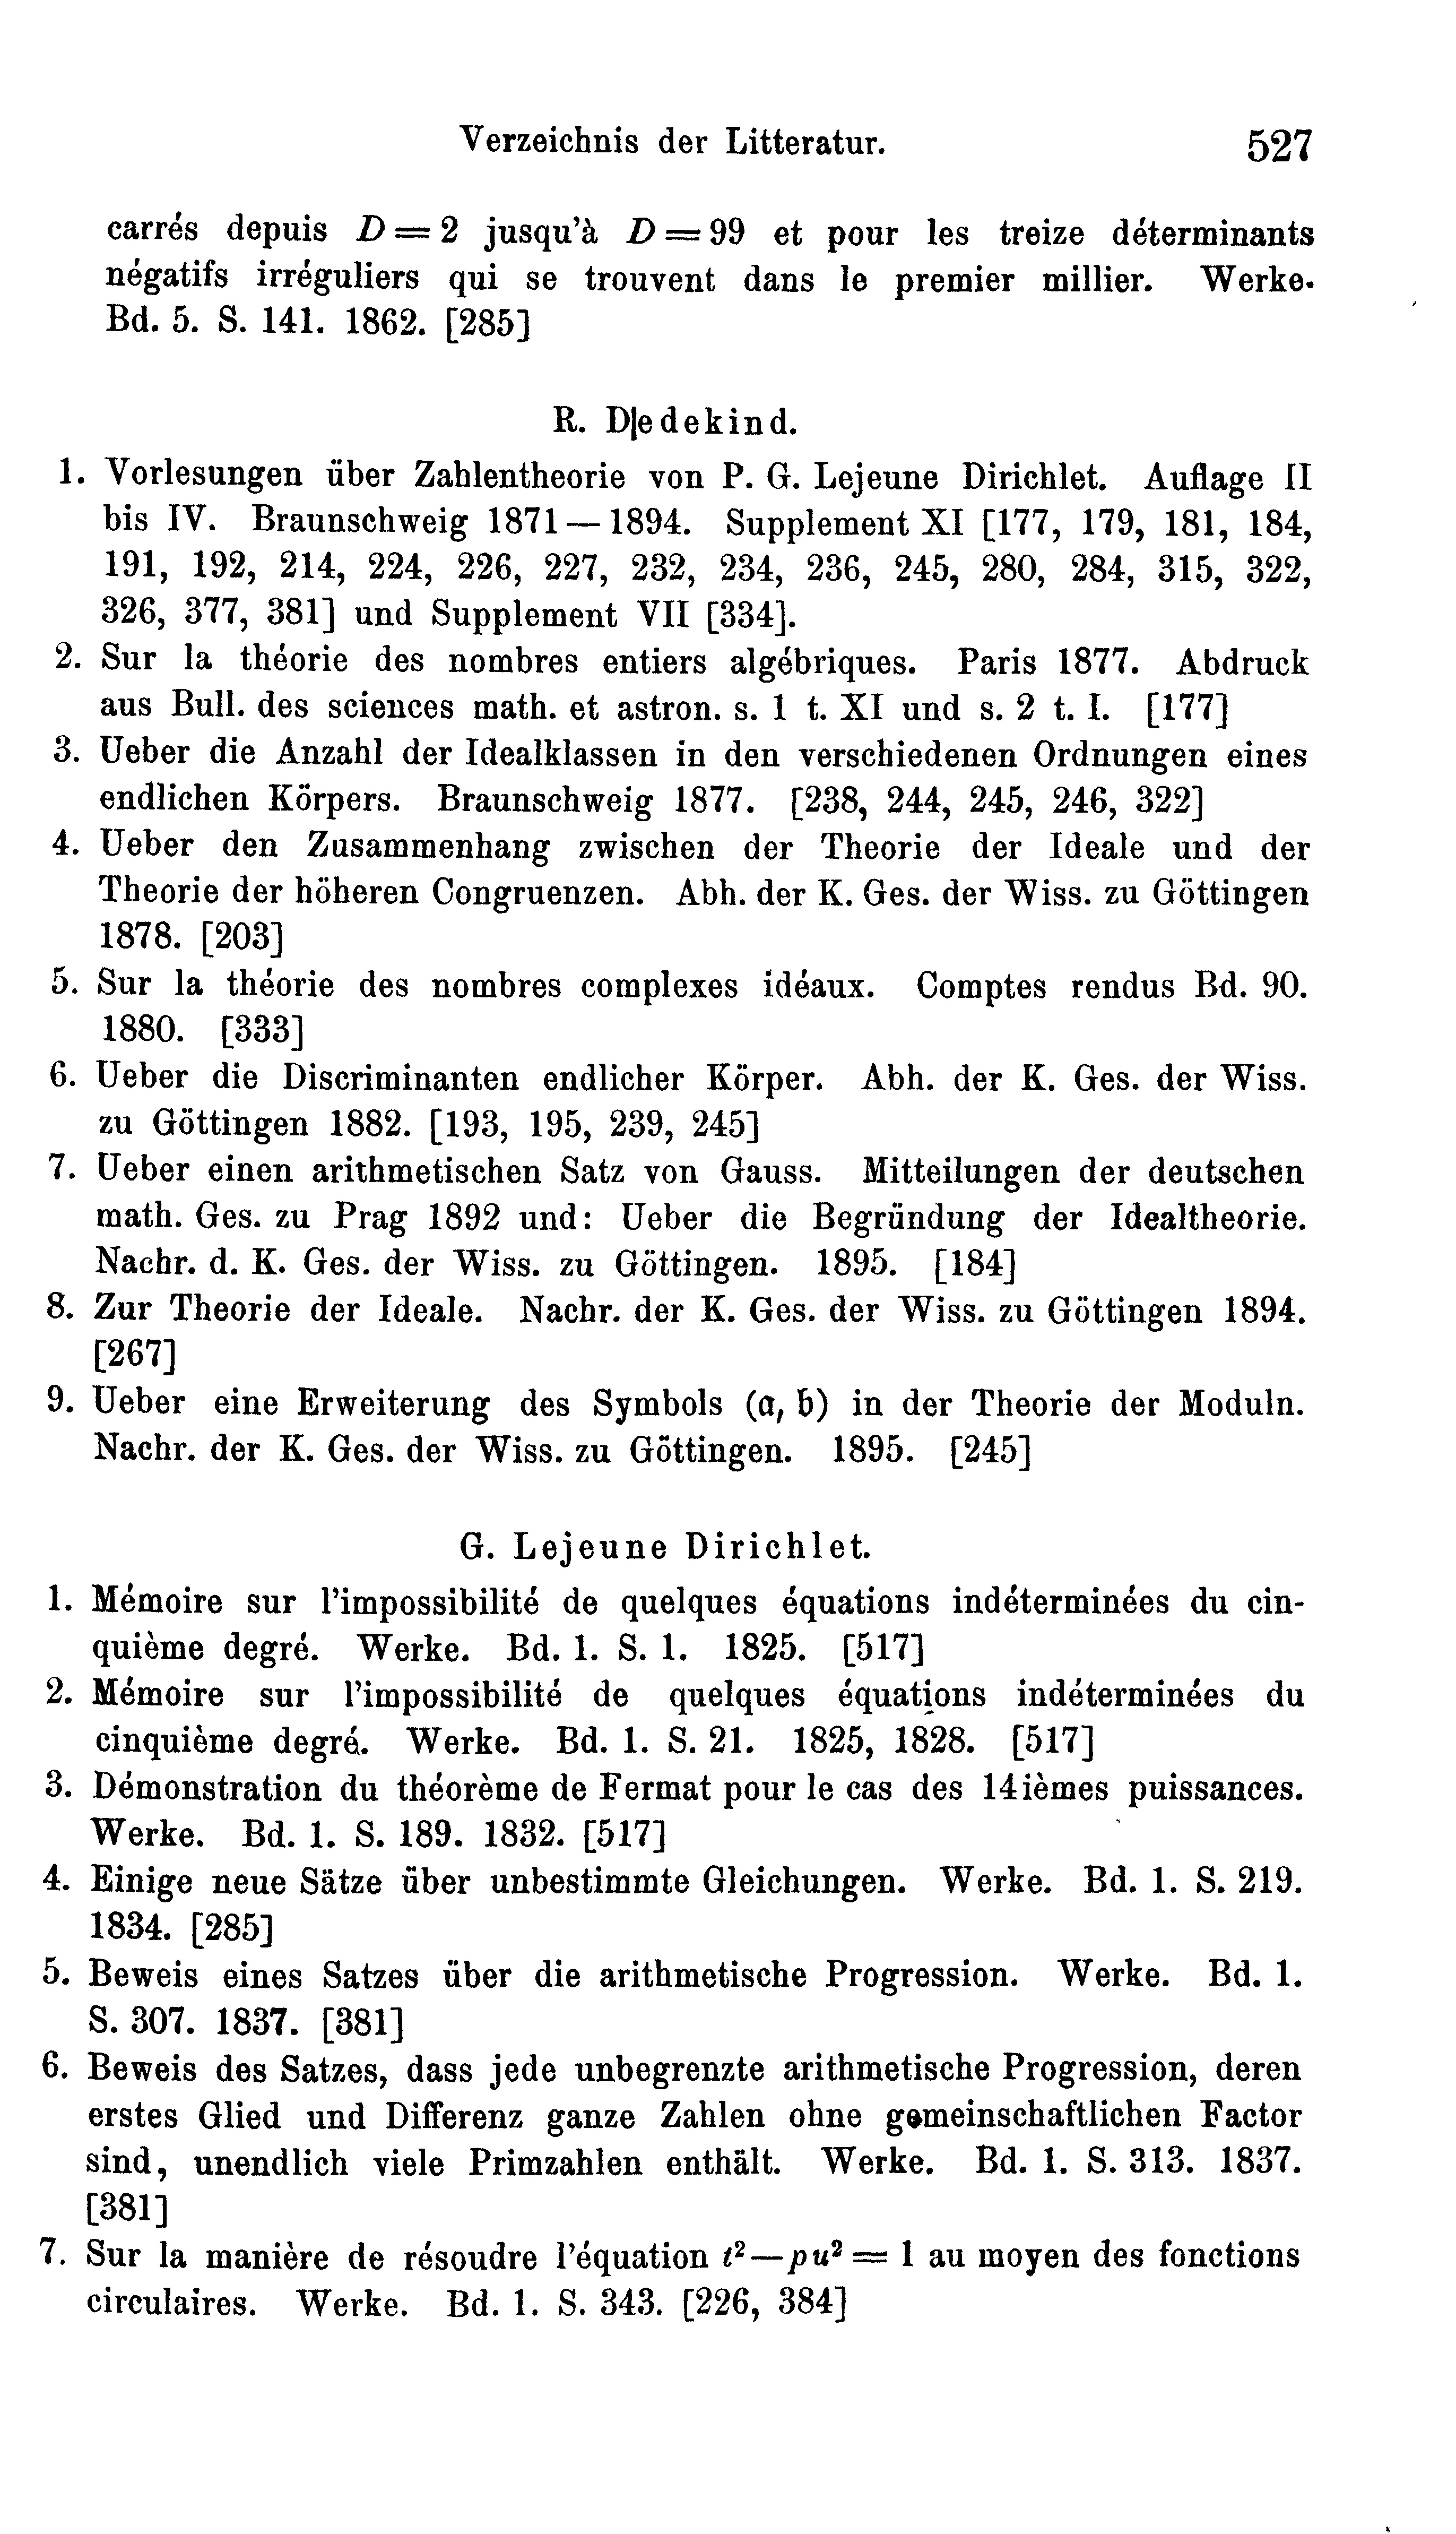 Verzeichnis der Litteratur. 527
carrés depuis D = 2 jusqu'à D = 99 et pour les treize déterminants
négatifs irréguliers qui se trouvent dans le premier millier. Werke.
Bd. 5. S. 141. 1862. [285]
R. Dedekind.
1. Vorlesungen über Zahlentheorie von P. G. Lejeune Dirichlet. Auflage II
bis IV. Braunschweig 1871—1894. Supplement XI [177, 179, 181, 184,
191, 192, 214, 224, 226, 227, 232, 234, 236, 245, 280, 284, 315, 322,
326, 377, 381] und Supplement VII [334].
2. Sur la théorie des nombres entiers algébriques. Paris 1877. Abdruck
aus Bull. des sciences math. et astron. s. 1 t. XI und s. 2 t. I. [177]
3. Ueber die Anzahl der Idealklassen in den verschiedenen Ordnungen eines
endlichen Körpers. Braunschweig 1877. [238, 244, 245, 246, 322]
4. Ueber den Zusammenhang zwischen der Theorie der Ideale und der
Theorie der höheren Congruenzen. Abh. der K. Ges. der Wiss. zu Göttingen
1878. [203]
5. Sur la théorie des nombres complexes idéaux. Comptes rendus Bd. 90.
1880. [333]
6. Ueber die Discriminanten endlicher Körper. Abh. der K. Ges. der Wiss.
zu Göttingen 1882. [193, 195, 239, 245]
7. Ueber einen arithmetischen Satz von Gauss. Mitteilungen der deutschen
math. Ges. zu Prag 1892 und: Ueber die Begründung der Idealtheorie.
Nachr. d. K. Ges. der Wiss. zu Göttingen. 1895. [184]
8. Zur Theorie der Ideale. Nachr. der K. Ges. der Wiss. zu Göttingen 1894.
[267]
9. Ueber eine Erweiterung des Symbols (𝔞, 𝔟) in der Theorie der Moduln.
Nachr. der K. Ges. der Wiss. zu Göttingen. 1895. [245]
G. Lejeune Dirichlet.
1. Mémoire sur l'impossibilité de quelques équations indéterminées du cin-
quième degré. Werke. Bd. 1. S. 1. 1825. [517]
2. Mémoire sur l'impossibilité de quelques équations indéterminées du
cinquième degré. Werke. Bd. 1. S. 21. 1825, 1828. [517]
3. Démonstration du théorème de Fermat pour le cas des 14ièmes puissances.
Werke. Bd. 1. S. 189. 1832. [517]
4. Einige neue Sätze über unbestimmte Gleichungen. Werke. Bd. 1. S. 219.
1834. [285]
5. Beweis eines Satzes über die arithmetische Progression. Werke. Bd. 1.
S. 307. 1837. [381]
6. Beweis des Satzes, dass jede unbegrenzte arithmetische Progression, deren
erstes Glied und Differenz ganze Zahlen ohne gemeinschaftlichen Factor
sind, unendlich viele Primzahlen enthält. Werke. Bd. 1. S. 313. 1837.
[381]
7. Sur la manière de résoudre l'équation t²—pu² = 1 au moyen des fonctions
circulaires. Werke. Bd. 1. S. 343. [226, 384]